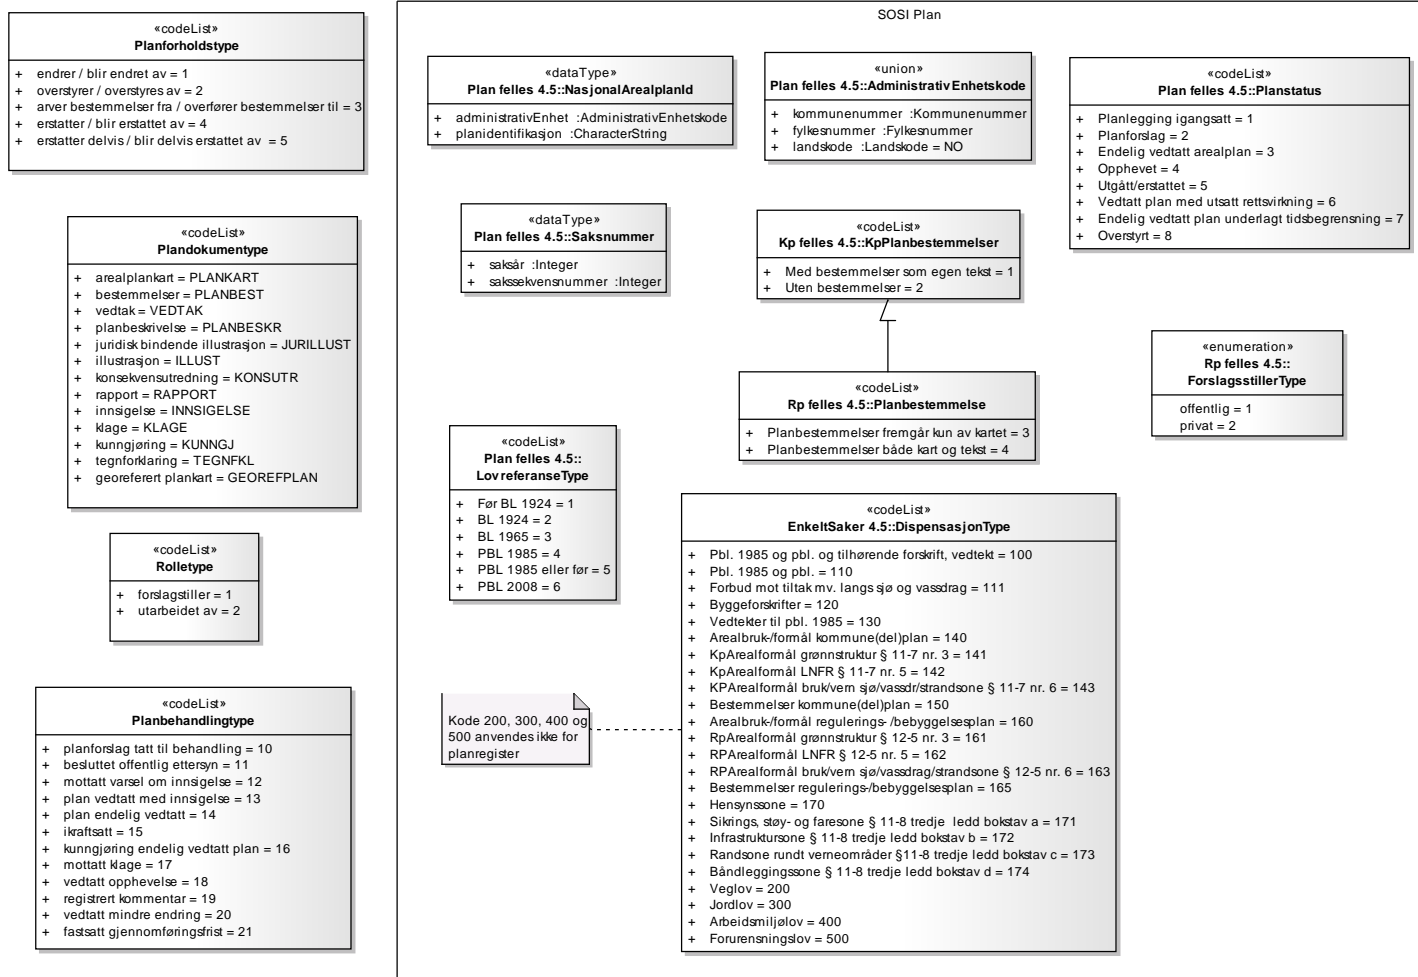 «codeList»
Planforholdstype
+ endrer / blir endret av = 1
+ overstyrer / overstyres av = 2
+ arver bestemmelser fra / overfører bestemmelser til = 3
+ erstatter / blir erstattet av = 4
+ erstatter delvis / blir delvis erstattet av = 5
«codeList»
Plandokumentype
+ arealplankart = PLANKART
+ bestemmelser = PLANBEST
+ vedtak = VEDTAK
+ planbeskrivelse = PLANBESKR
+ juridisk bindende illustrasjon = JURILLUST
+ illustrasjon = ILLUST
+ konsekvensutredning = KONSUTR
+ rapport = RAPPORT
+ innsigelse = INNSIGELSE
+ klage = KLAGE
+ kunngjøring = KUNNGJ
+ tegnforklaring = TEGNFKL
+ georefert plankart = GEOREFPLAN
«codeList»
Rolletype
+ forslagstiller = 1
+ utarbeidet av = 2
«codeList»
Planbehandlingtype
+ planforslag tatt til behandling = 10
+ besluttet offentlig ettersyn = 11
+ mottatt varsel om innsigelse = 12
+ plan vedtatt med innsigelse = 13
+ plan endelig vedtatt = 14
+ ikraftsatt = 15
+ kunngjøring endelig vedtatt plan = 16
+ mottatt klage = 17
+ vedtatt opphevelse = 18
+ registrert kommentar = 19
+ vedtatt mindre endring = 20
+ fastsatt gjennomføringsfrist = 21
SOSI Plan
«dataType»
Plan felles 4.5::NasjonalArealplanId
+ administrativEnhet :AdministrativEnhetskode
+ planidentifikasjon :CharacterString
«union»
Plan felles 4.5::AdministrativEnhetskode
+ kommunenummer :Kommunenummer
+ fylkesnummer :Fylkesnummer
+ landskode :Landskode = NO
«codeList»
Plan felles 4.5::Planstatus
+ Planlegging igangsatt = 1
+ Planforslag = 2
+ Endelig vedtatt arealplan = 3
+ Opphevet = 4
+ Utgått/erstattet = 5
+ Vedtatt plan med utsatt rettsvirkning = 6
+ Endelig vedtatt plan underlagt tidsbegrensning = 7
+ Overstyrt = 8
«dataType»
Plan felles 4.5::Saksnummer
+ saksår :Integer
+ sakssekvensnummer :Integer
«codeList»
Kp felles 4.5::KpPlanbestemmelser
+ Med bestemmelser som egen tekst = 1
+ Uten bestemmelser = 2
«codeList»
Rp felles 4.5::Planbestemmelse
+ Planbestemmelser fremgår kun av kartet = 3
+ Planbestemmelser både kart og tekst = 4
«enumeration»
Rp felles 4.5::
ForslagsstillerType
offentlig = 1
privat = 2
«codeList»
Plan felles 4.5::
LovreferanseType
+ Før BL 1924 = 1
+ BL 1924 = 2
+ BL 1965 = 3
+ PBL 1985 = 4
+ PBL 1985 eller før = 5
+ PBL 2008 = 6
Kode 200, 300, 400 og
500 anvendes ikke for
planregister
«codeList»
EnkeltSaker 4.5::DispensasjonType
+ Pbl. 1985 og pbl. og tilhørende forskrift, vedtekt = 100
+ Pbl. 1985 og pbl. = 110
+ Forbud mot tiltak mv. langs sjø og vassdrag = 111
+ Byggeforskrifter = 120
+ Vedtekter til pbl. 1985 = 130
+ Arealbruk-/formål kommune(del)plan = 140
+ KpArealformål grønnstruktur § 11-7 nr. 3 = 141
+ KpArealformål LNFR § 11-7 nr. 5 = 142
+ KPArealformål bruk/vern sjø/vassdr/strandsone § 11-7 nr. 6 = 143
+ Bestemmelser kommune(del)plan = 150
+ Arealbruk-/formål regulerings- /bebyggelsesplan = 160
+ RpArealformål grønnstruktur § 12-5 nr. 3 = 161
+ RPArealformål LNFR § 12-5 nr. 5 = 162
+ RPArealformål bruk/vern sjø/vassdrag/strandsone § 12-5 nr. 6 = 163
+ Bestemmelser regulerings-/bebyggelsesplan = 165
+ Hensynssone = 170
+ Sikrings, støy- og faresone § 11-8 tredje ledd bokstav a = 171
+ Infrastruktursone § 11-8 tredje ledd bokstav b = 172
+ Randsone rundt verneområder §11-8 tredje ledd bokstav c = 173
+ Båndleggingssone § 11-8 tredje ledd bokstav d = 174
+ Veglov = 200
+ Jordlov = 300
+ Arbeidsmiljølov = 400
+ Forurensningslov = 500